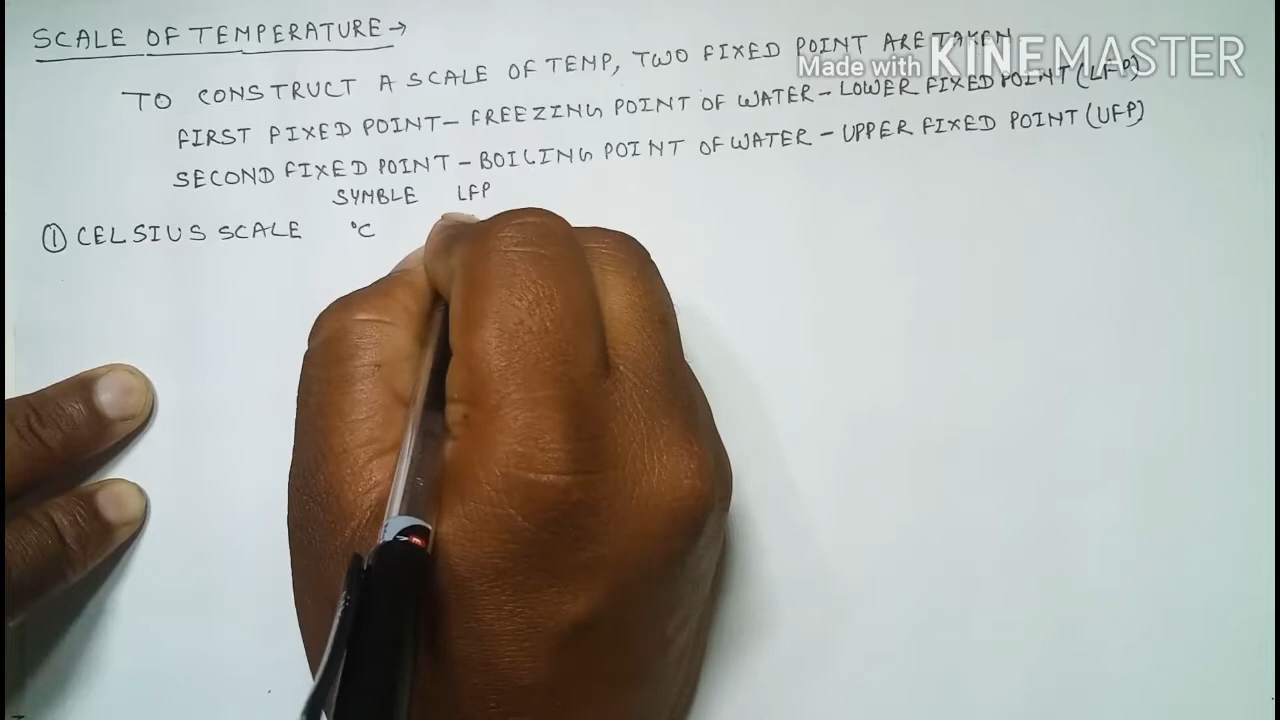 SCALE OF TEMPERATURE →
TO CONSTRUCT A SCALE OF TEMP, TWO FIXED POINT ARE TAKEN
Made with KINEMASTER
FIRST FIXED POINT - FREEZING POINT OF WATER - LOWER FIXED POINT (LFP)
SECOND FIXED POINT - BOILING POINT OF WATER - UPPER FIXED POINT (UFP)
SYMBLE LFP
① CELSIUS SCALE °C